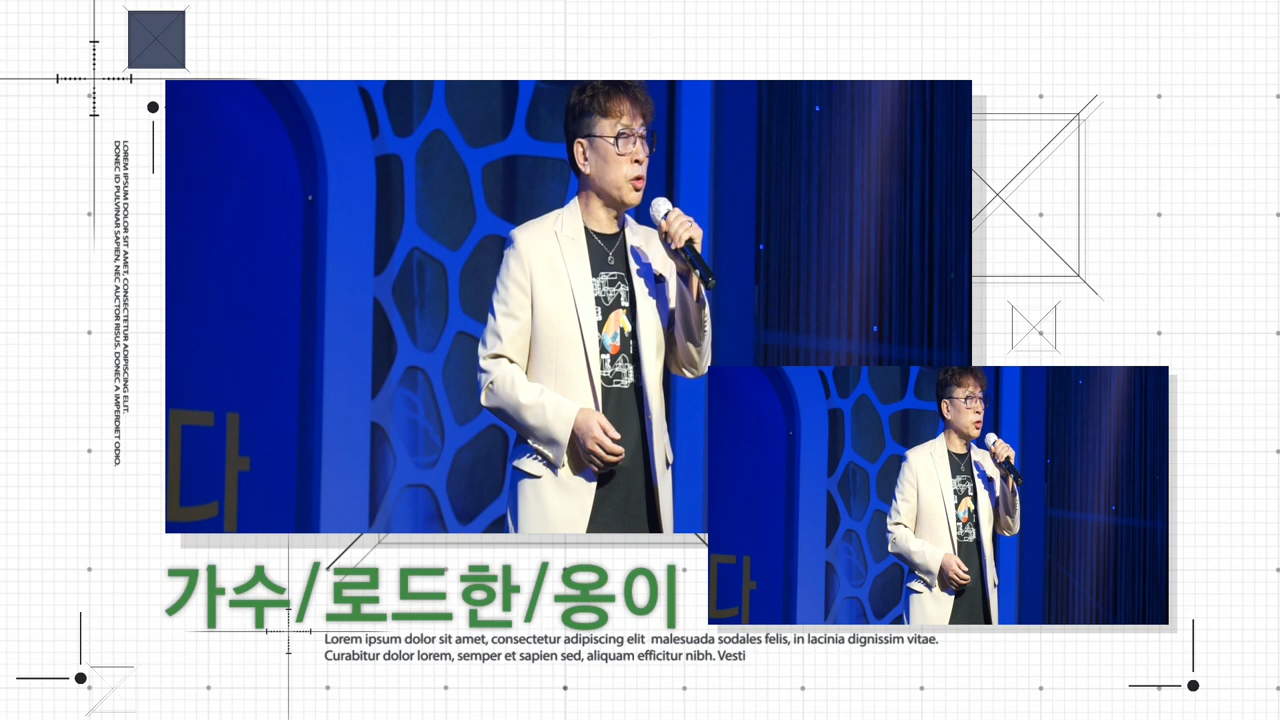 LOREM IPSUM DOLOR SIT AMET, CONSECTETUR ADIPISCING ELIT.
DONEC ID PULVINAR SAPIEN, NEC AUCTOR RISUS. DONEC A IMPERDIET ODIO.
다
다
가수/로드한/옹이
Lorem ipsum dolor sit amet, consectetur adipiscing elit malesuada sodales felis, in lacinia dignissim vitae.
Curabitur dolor lorem, semper et sapien sed, aliquam efficitur nibh. Vesti